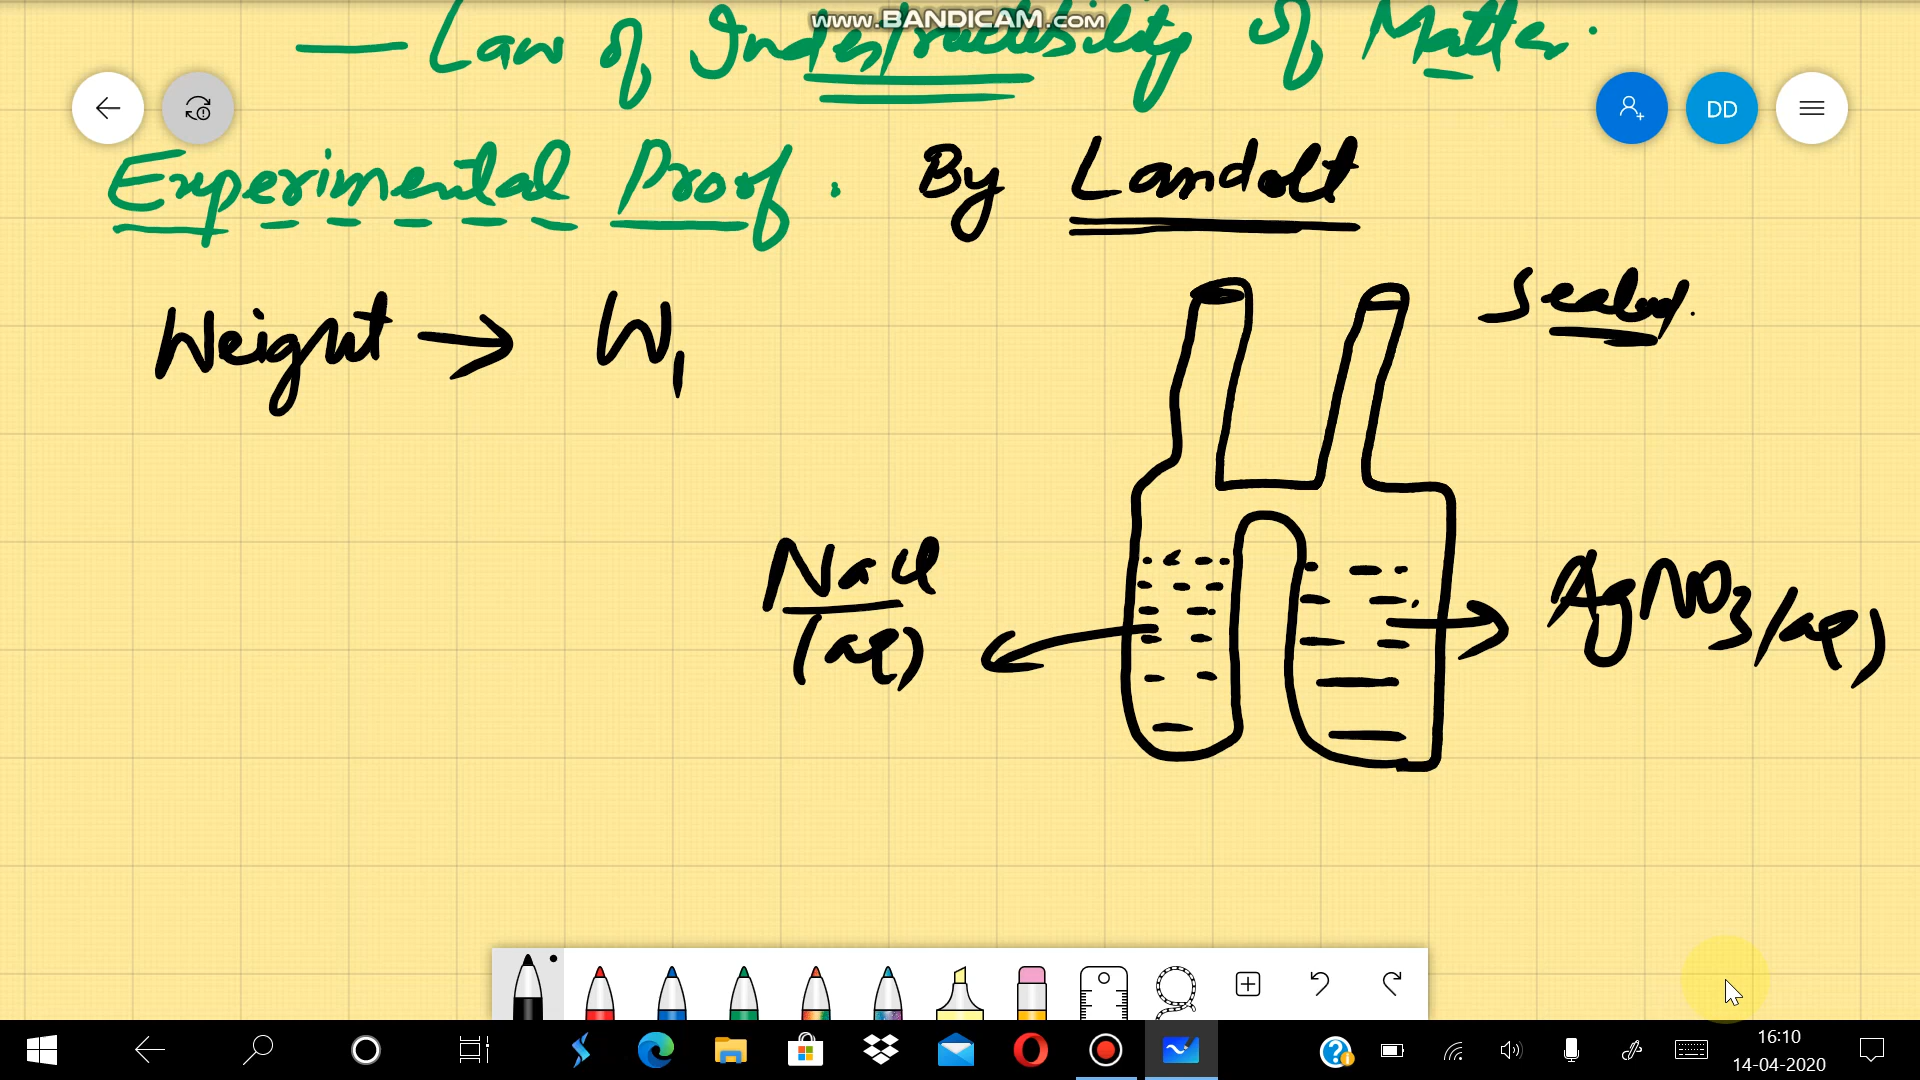 www.BANDICAM.com
— Law of Indestructibility of Matter.
DD
Experimental Proof. By Landolt
Weight → W1
Sealed.
NaCl
(aq)
AgNO3(aq)
16:10
14-04-2020